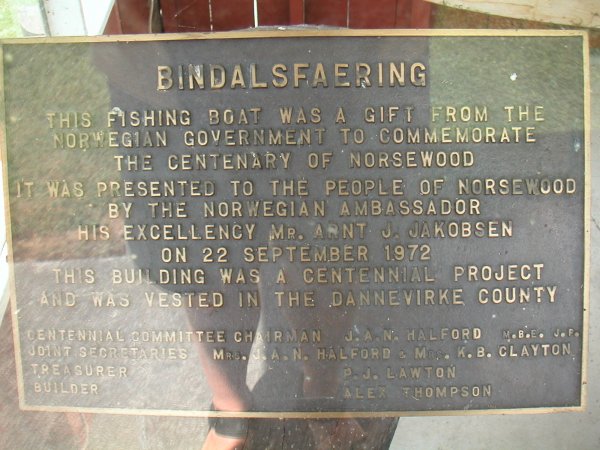 BINDALSFAERING
THIS FISHING BOAT WAS A GIFT FROM THE
NORWEGIAN GOVERNMENT TO COMMEMORATE
THE CENTENARY OF NORSEWOOD
IT WAS PRESENTED TO THE PEOPLE OF NORSEWOOD
BY THE NORWEGIAN AMBASSADOR
HIS EXCELLENCY MR. ARNT J. JAKOBSEN
ON 22 SEPTEMBER 1972
THIS BUILDING WAS A CENTENNIAL PROJECT
AND WAS VESTED IN THE DANNEVIRKE COUNTY
CENTENNIAL COMMITTEE CHAIRMAN J.A.N. HALFORD M.B.E. J.P.
JOINT SECRETARIES MRS. J.A.N. HALFORD & MRS. K.B. CLAYTON
TREASURER P.J. LAWTON
BUILDER ALEX THOMPSON